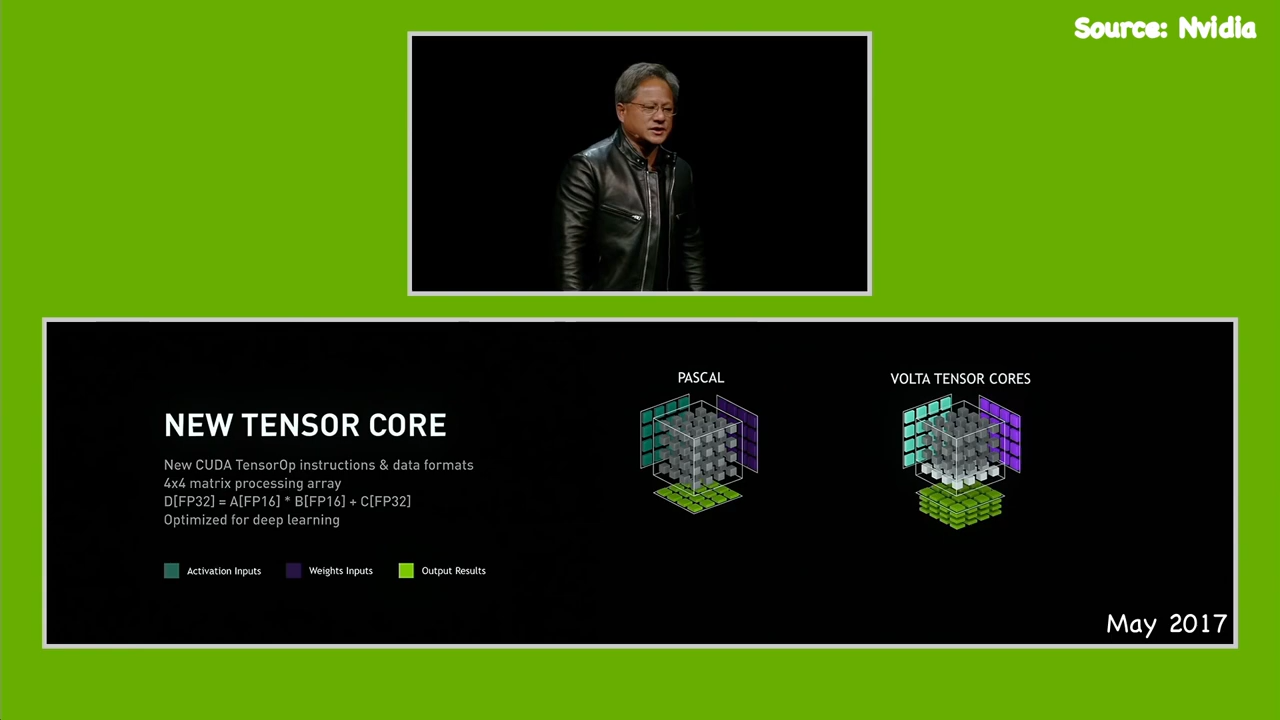 Source: Nvidia
NEW TENSOR CORE
New CUDA TensorOp instructions & data formats
4x4 matrix processing array
D[FP32] = A[FP16] * B[FP16] + C[FP32]
Optimized for deep learning
Activation Inputs
Weights Inputs
Output Results
PASCAL
VOLTA TENSOR CORES
May 2017